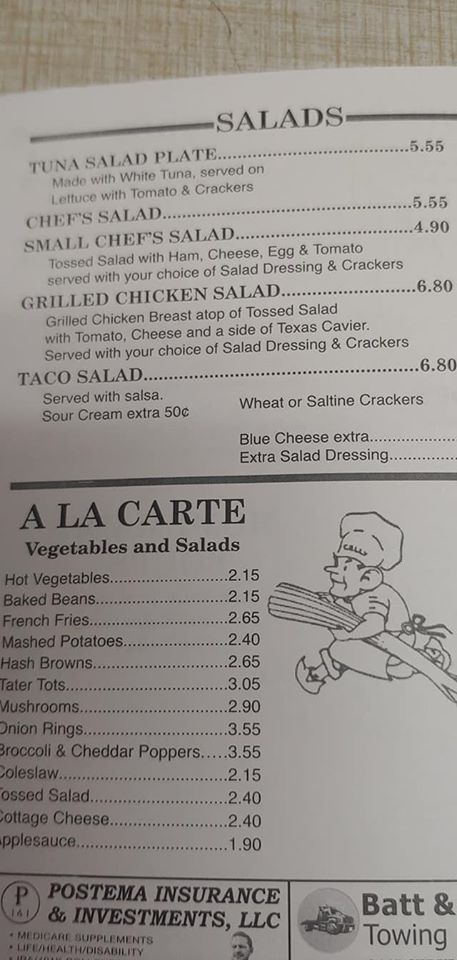 SALADS
TUNA SALAD PLATE..........................5.55
Made with White Tuna, served on
Lettuce with Tomato & Crackers
CHEF'S SALAD..........................5.55
SMALL CHEF'S SALAD..........................4.90
Tossed Salad with Ham, Cheese, Egg & Tomato
served with your choice of Salad Dressing & Crackers
GRILLED CHICKEN SALAD..........................6.80
Grilled Chicken Breast atop of Tossed Salad
with Tomato, Cheese and a side of Texas Cavier.
Served with your choice of Salad Dressing & Crackers
TACO SALAD..........................6.80
Served with salsa.
Sour Cream extra 50¢
Wheat or Saltine Crackers
Blue Cheese extra..............
Extra Salad Dressing...........
A LA CARTE
Vegetables and Salads
Hot Vegetables..........................2.15
Baked Beans..........................2.15
French Fries..........................2.65
Mashed Potatoes..........................2.40
Hash Browns..........................2.65
Tater Tots..........................3.05
Mushrooms..........................2.90
Onion Rings..........................3.55
Broccoli & Cheddar Poppers.....3.55
Coleslaw..........................2.15
Tossed Salad..........................2.40
Cottage Cheese..........................2.40
Applesauce..........................1.90
P
POSTEMA INSURANCE
& INVESTMENTS, LLC
• MEDICARE SUPPLEMENTS
• LIFE/HEALTH/DISABILITY
Batt &
Towing